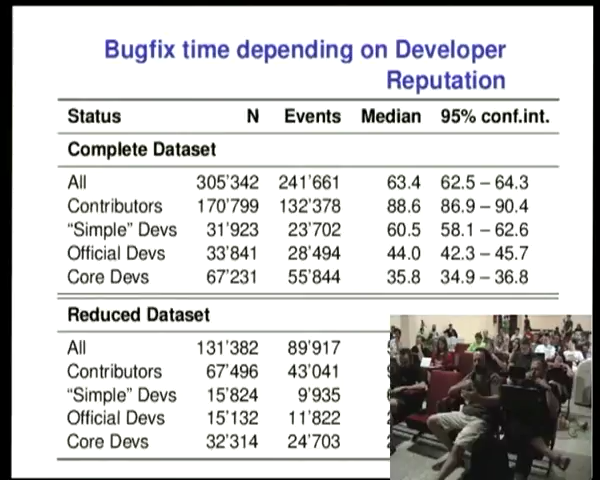 Bugfix time depending on Developer
Reputation
Status N Events Median 95% conf.int.
Complete Dataset
All 305'342 241'661 63.4 62.5 – 64.3
Contributors 170'799 132'378 88.6 86.9 – 90.4
“Simple” Devs 31'923 23'702 60.5 58.1 – 62.6
Official Devs 33'841 28'494 44.0 42.3 – 45.7
Core Devs 67'231 55'844 35.8 34.9 – 36.8
Reduced Dataset
All 131'382 89'917
Contributors 67'496 43'041
“Simple” Devs 15'824 9'935
Official Devs 15'132 11'822
Core Devs 32'314 24'703